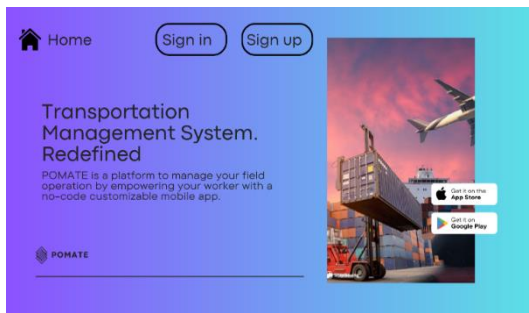 Home
Sign in
Sign up
Transportation
Management System.
Redefined
POMATE is a platform to manage your field
operation by empowering your worker with a
no-code customizable mobile app.
Get it on the
App Store
Get it on
Google Play
POMATE